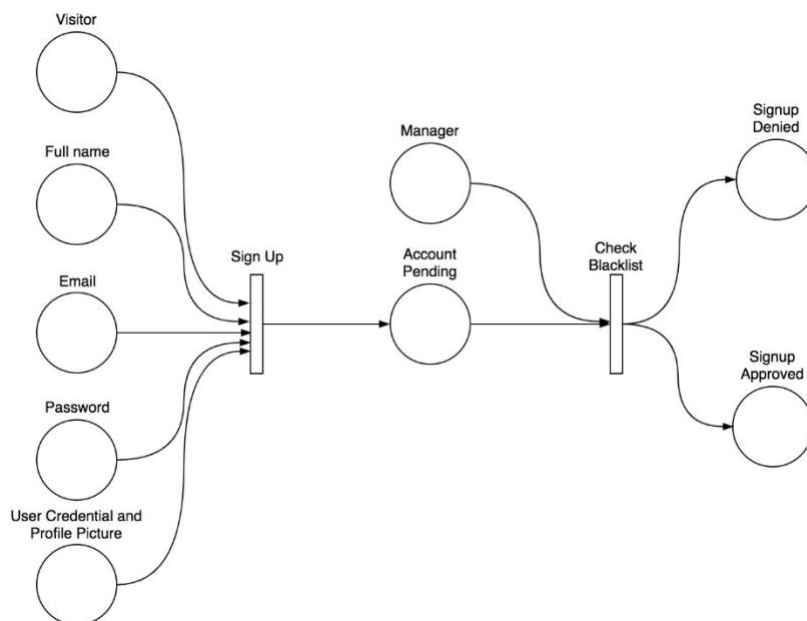 Visitor
Full name
Email
Password
User Credential and
Profile Picture
Sign Up
Manager
Account
Pending
Check
Blacklist
Signup
Denied
Signup
Approved